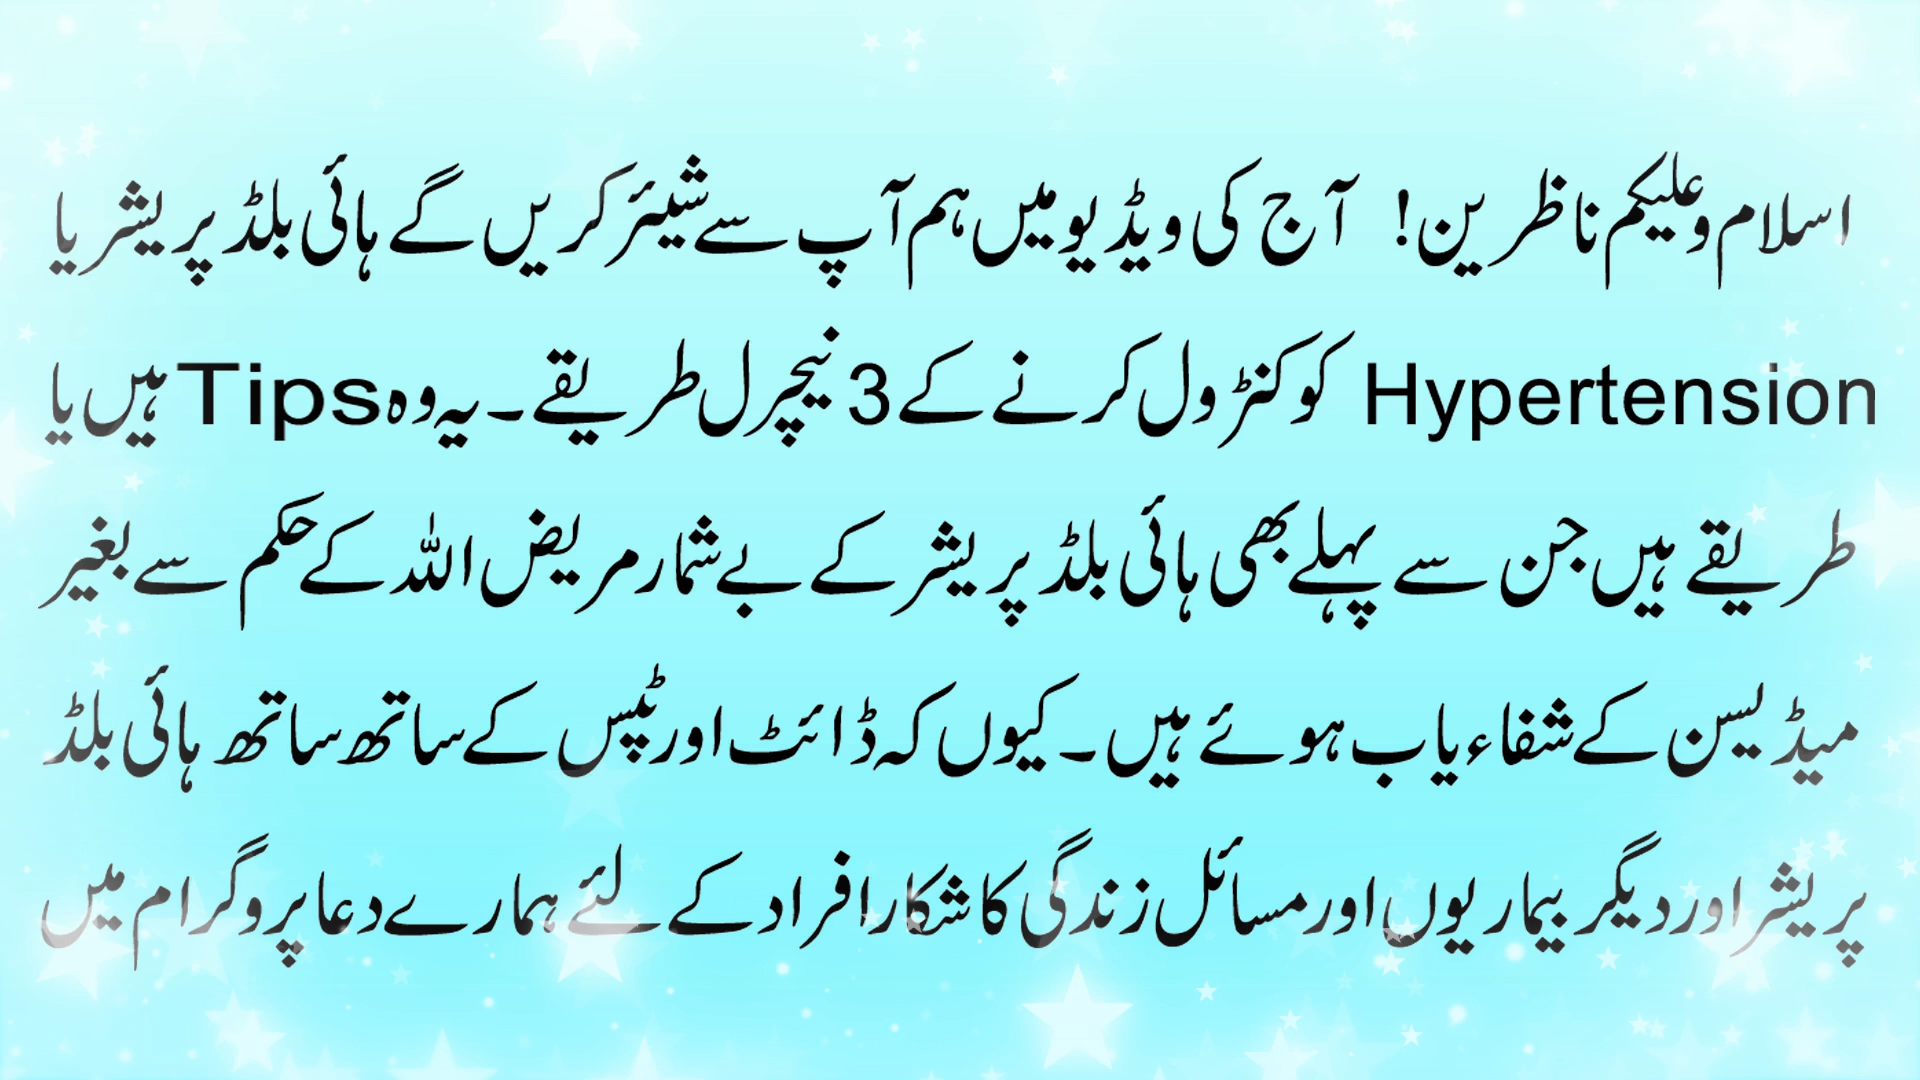 اسلام وعلیکم ناظرین! آج کی ویڈیو میں ہم آپ سے شیئر کریں گے ہائی بلڈ پریشر یا
Hypertension کو کنٹرول کرنے کے 3 نیچرل طریقے۔ یہ وہ Tips ہیں یا
طریقے ہیں جن سے پہلے بھی ہائی بلڈ پریشر کے بے شمار مریض اللہ کے حکم سے بغیر
میڈیسن کے شفاء یاب ہوئے ہیں۔ کیوں کہ ڈائٹ اور ٹپس کے ساتھ ساتھ ہائی بلڈ
پریشر اور دیگر بیماریوں اور مسائل زندگی کا شکار افراد کے لئے ہمارے دعا پروگرام میں